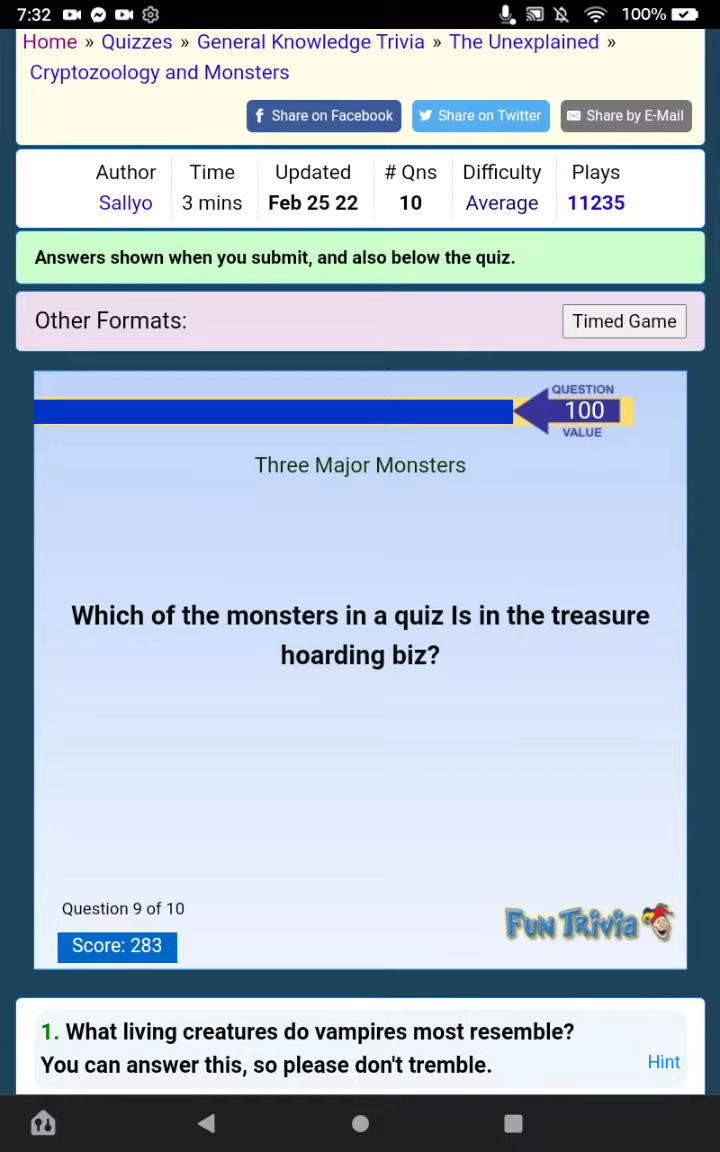 7:32 100%
Home » Quizzes » General Knowledge Trivia » The Unexplained »
Cryptozoology and Monsters
f Share on Facebook Share on Twitter Share by E-Mail
Author Time Updated # Qns Difficulty Plays
Sallyo 3 mins Feb 25 22 10 Average 11235
Answers shown when you submit, and also below the quiz.
Other Formats: Timed Game
QUESTION
100
VALUE
Three Major Monsters
Which of the monsters in a quiz Is in the treasure
hoarding biz?
Question 9 of 10
Score: 283
FUN TRIVIA
1. What living creatures do vampires most resemble?
You can answer this, so please don't tremble. Hint